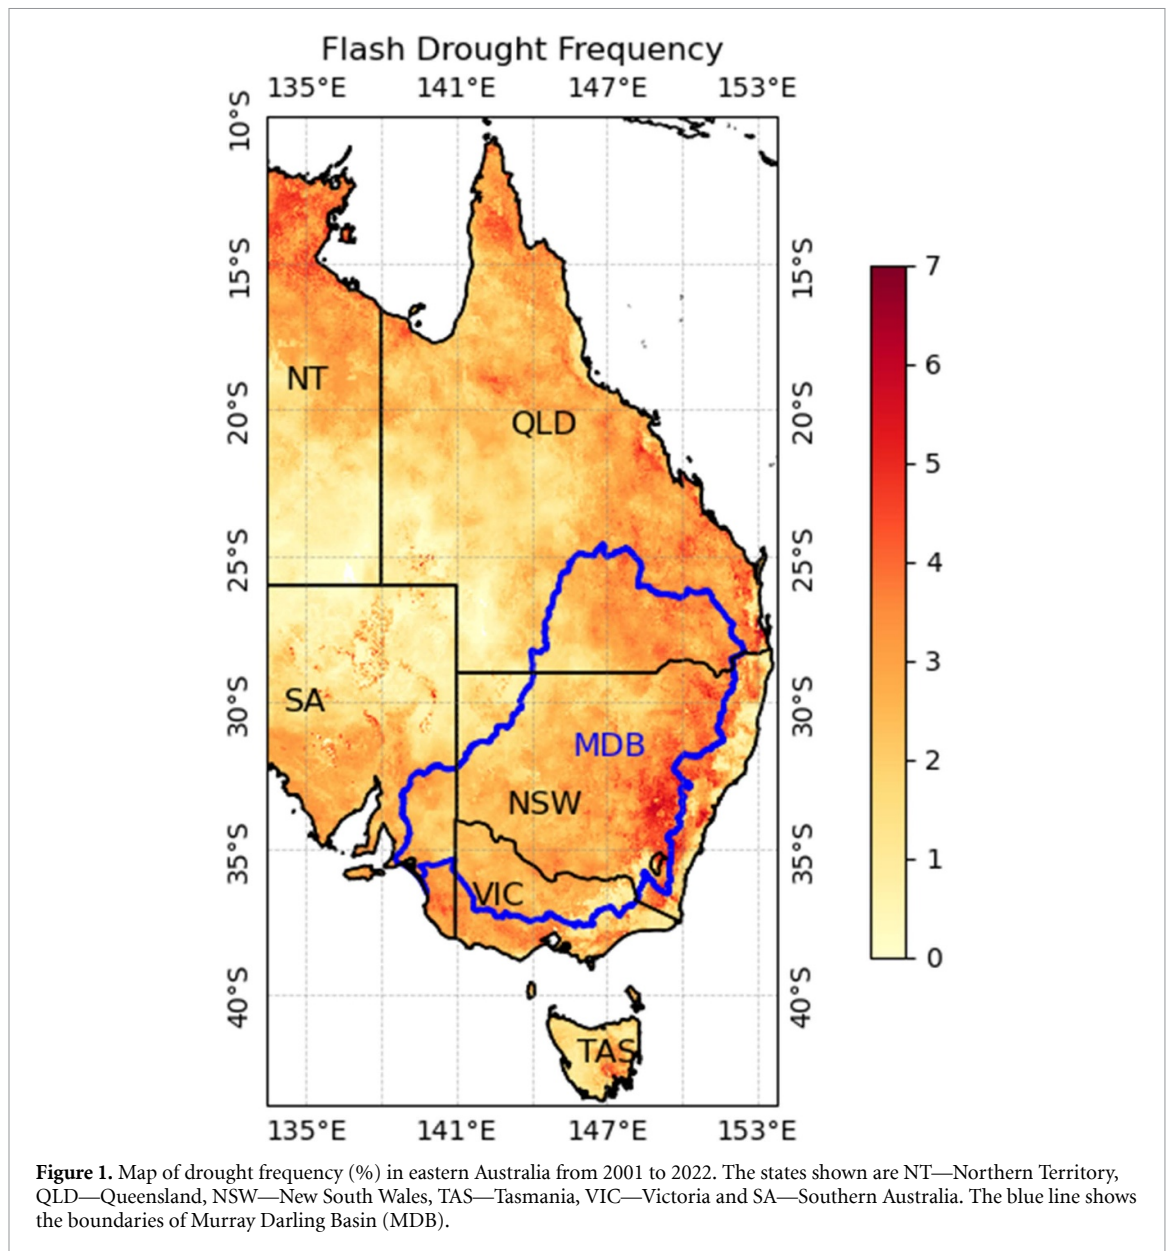 Flash Drought Frequency
135°E 141°E 147°E 153°E
10°S
15°S 15°S
20°S 20°S
25°S 25°S
30°S 30°S
35°S 35°S
40°S 40°S
NT
QLD
SA
MDB
NSW
VIC
TAS
135°E 141°E 147°E 153°E
7
6
5
4
3
2
1
0
Figure 1. Map of drought frequency (%) in eastern Australia from 2001 to 2022. The states shown are NT—Northern Territory,
QLD—Queensland, NSW—New South Wales, TAS—Tasmania, VIC—Victoria and SA—Southern Australia. The blue line shows
the boundaries of Murray Darling Basin (MDB).